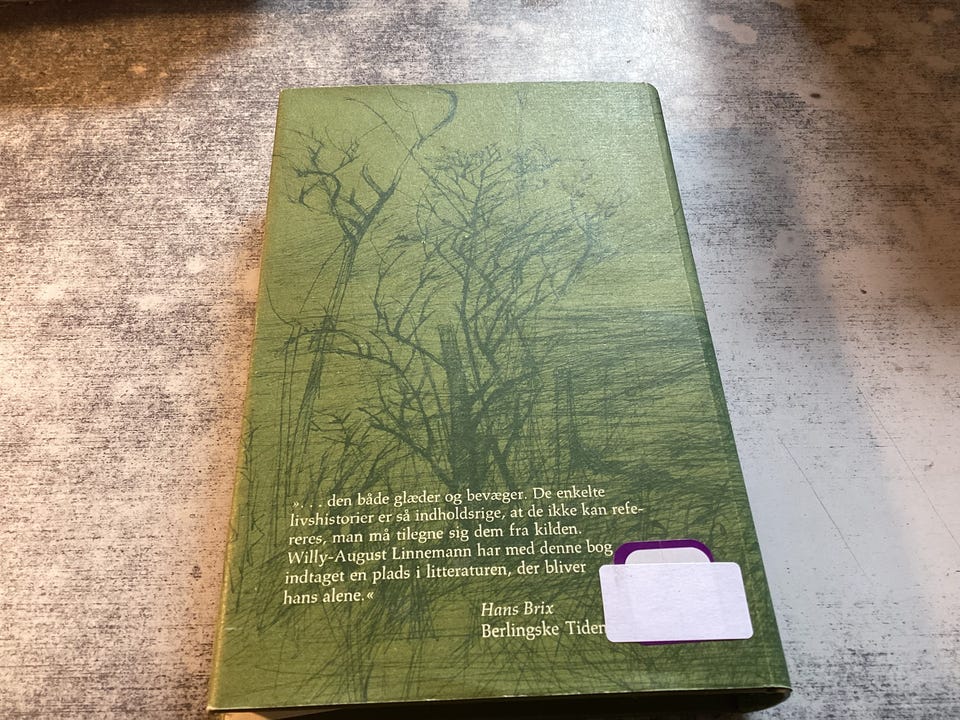 ». . . den både glæder og bevæger. De enkelte
livshistorier er så indholdsrige, at de ikke kan refe-
reres, man må tilegne sig dem fra kilden.
Willy-August Linnemann har med denne bog
indtaget en plads i litteraturen, der bliver
hans alene.«
Hans Brix
Berlingske